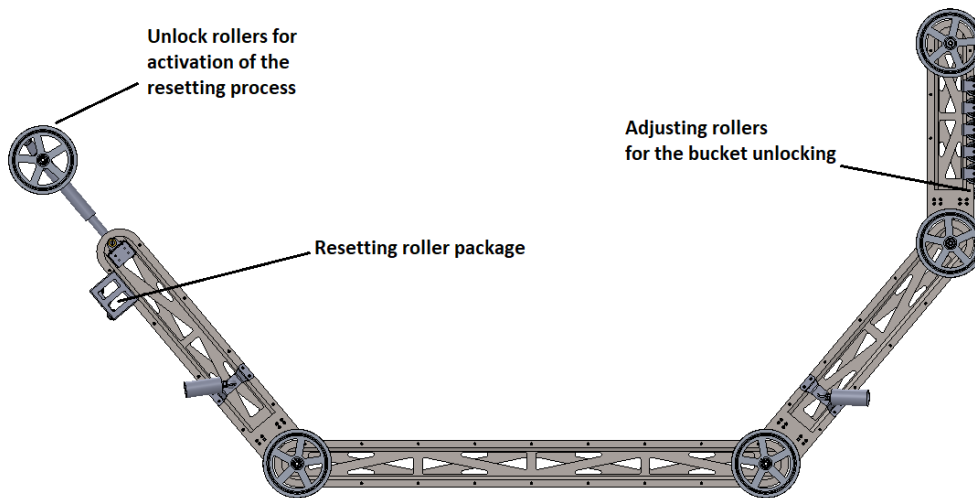 Unlock rollers for
activation of the
resetting process
Adjusting rollers
for the bucket unlocking
Resetting roller package